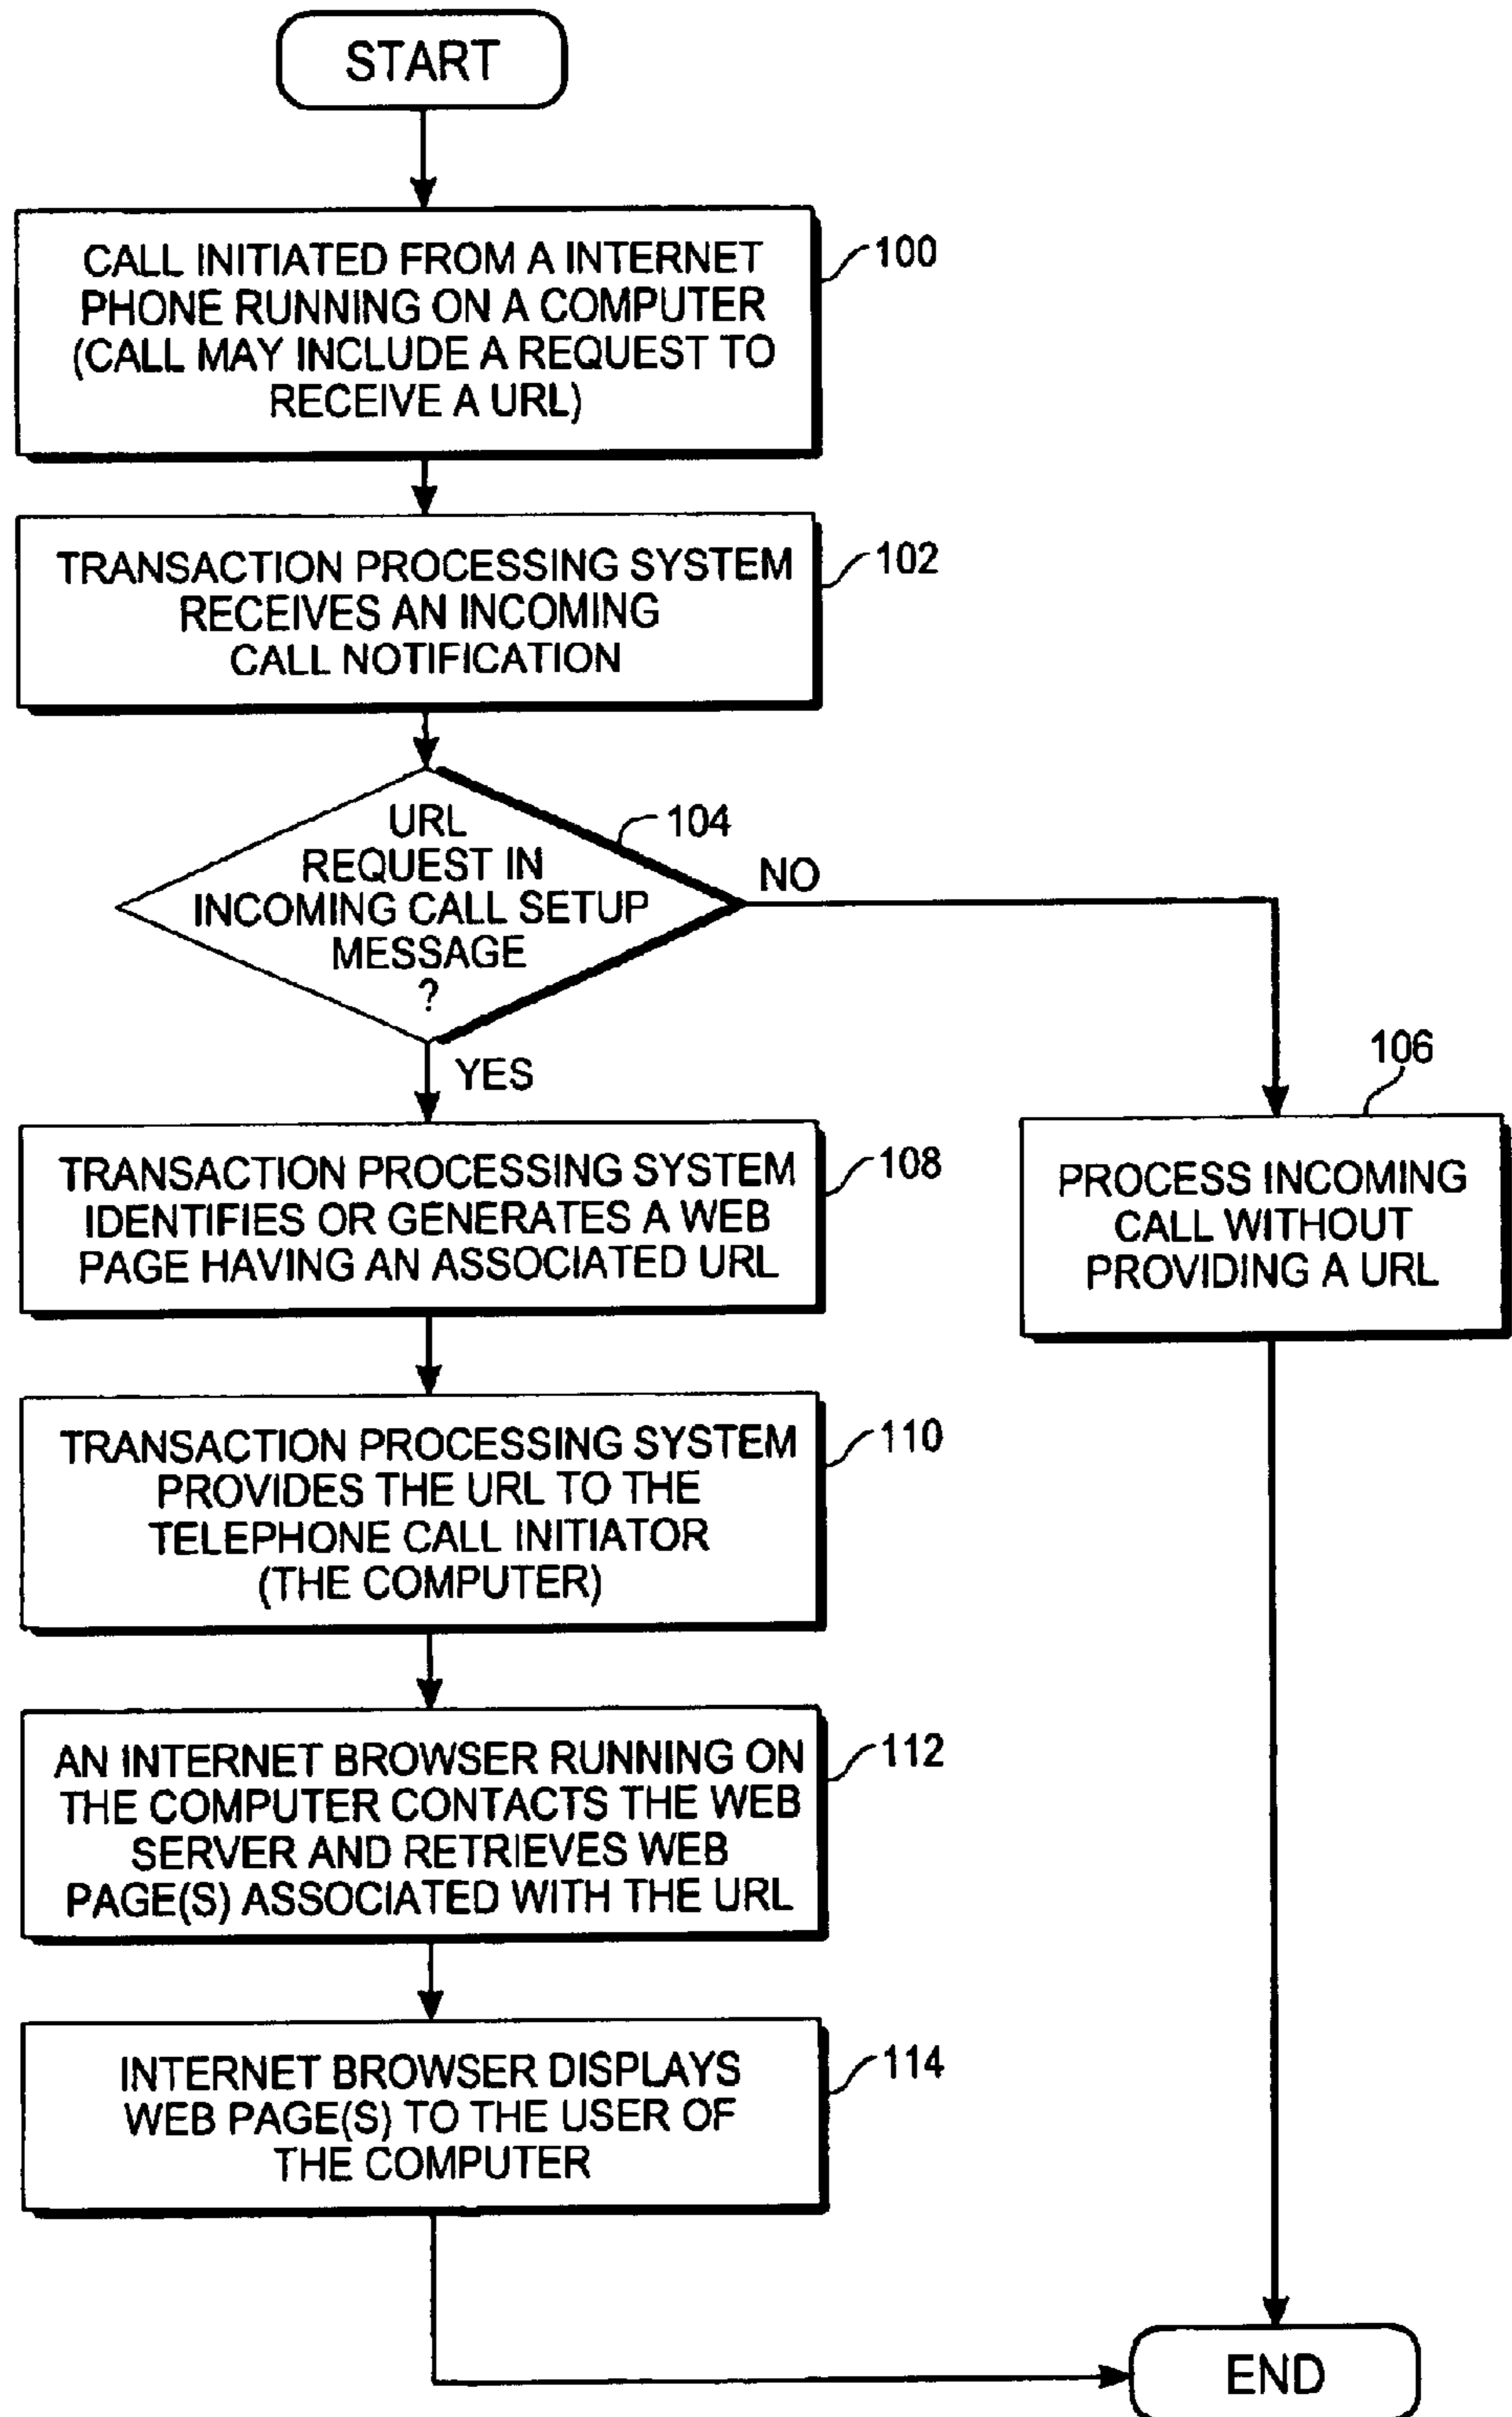 START
CALL INITIATED FROM A INTERNET
PHONE RUNNING ON A COMPUTER
(CALL MAY INCLUDE A REQUEST TO
RECEIVE A URL)
100
TRANSACTION PROCESSING SYSTEM
RECEIVES AN INCOMING
CALL NOTIFICATION
102
URL
REQUEST IN
INCOMING CALL SETUP
MESSAGE
?
104
NO
YES
106
PROCESS INCOMING
CALL WITHOUT
PROVIDING A URL
TRANSACTION PROCESSING SYSTEM
IDENTIFIES OR GENERATES A WEB
PAGE HAVING AN ASSOCIATED URL
108
TRANSACTION PROCESSING SYSTEM
PROVIDES THE URL TO THE
TELEPHONE CALL INITIATOR
(THE COMPUTER)
110
AN INTERNET BROWSER RUNNING ON
THE COMPUTER CONTACTS THE WEB
SERVER AND RETRIEVES WEB
PAGE(S) ASSOCIATED WITH THE URL
112
INTERNET BROWSER DISPLAYS
WEB PAGE(S) TO THE USER OF
THE COMPUTER
114
END